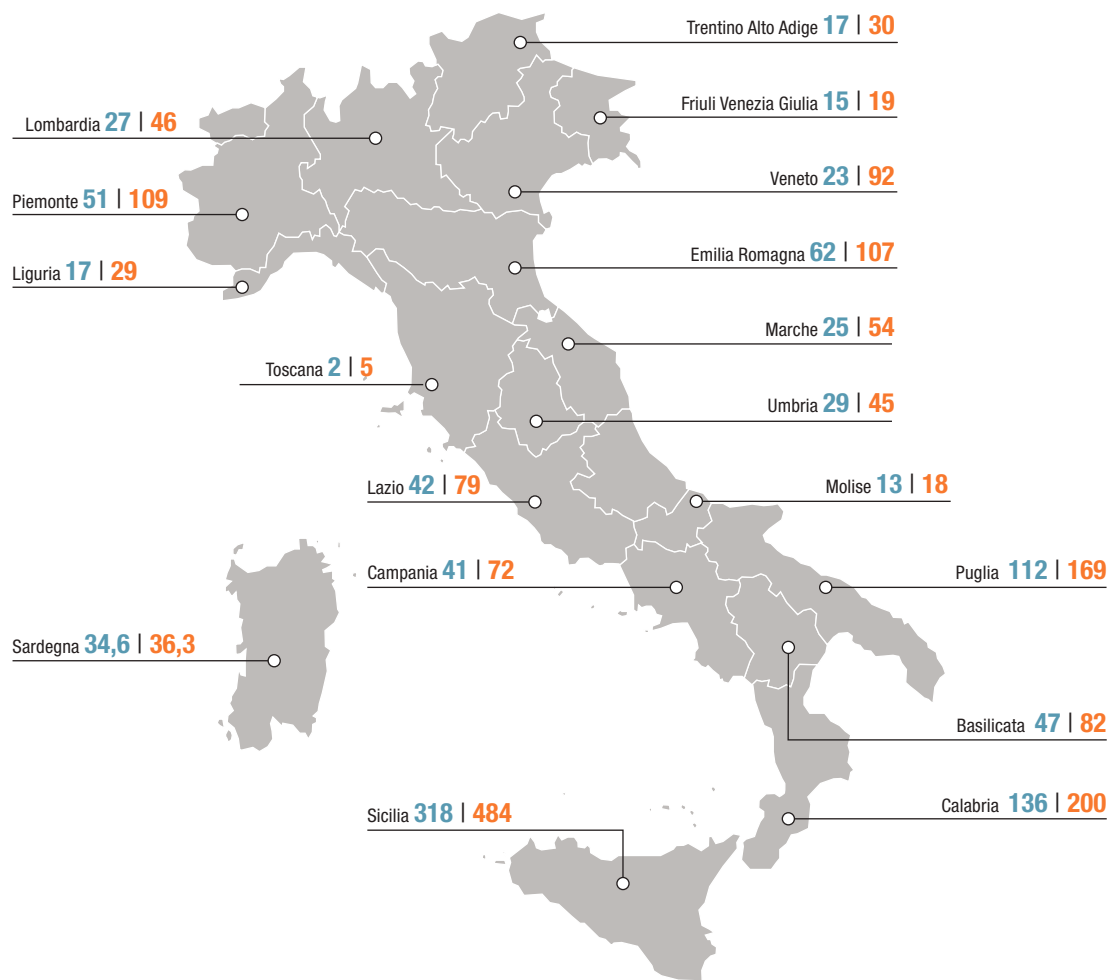 Trentino Alto Adige 17 | 30
Friuli Venezia Giulia 15 | 19
Lombardia 27 | 46
Veneto 23 | 92
Piemonte 51 | 109
Emilia Romagna 62 | 107
Liguria 17 | 29
Marche 25 | 54
Toscana 2 | 5
Umbria 29 | 45
Lazio 42 | 79
Molise 13 | 18
Campania 41 | 72
Puglia 112 | 169
Sardegna 34,6 | 36,3
Basilicata 47 | 82
Sicilia 318 | 484
Calabria 136 | 200